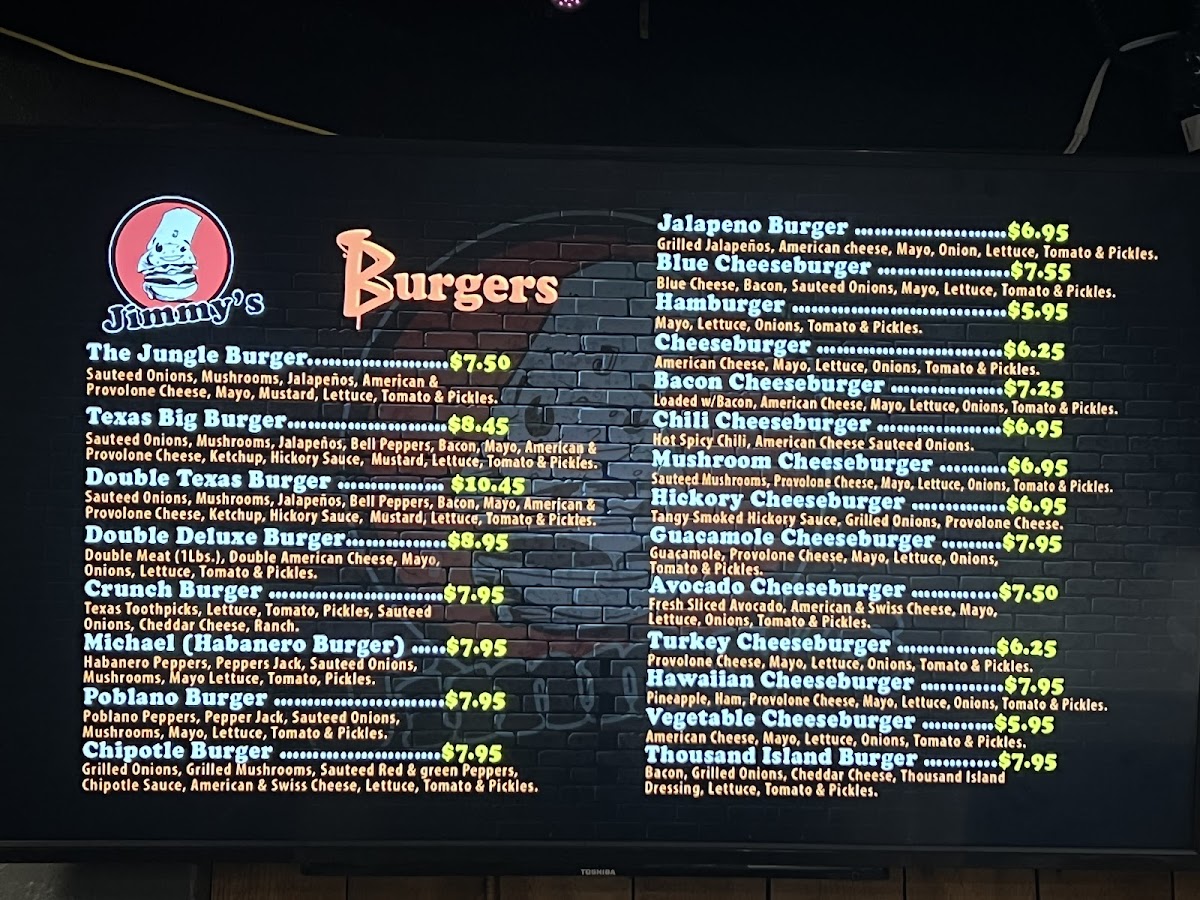 Jimmy's
Burgers
The Jungle Burger.....................$7.50
Sauteed Onions, Mushrooms, Jalapeños, American &
Provolone Cheese, Mayo, Mustard, Lettuce, Tomato & Pickles.
Texas Big Burger........................$8.45
Sauteed Onions, Mushrooms, Jalapeños, Bell Peppers, Bacon, Mayo, American &
Provolone Cheese, Ketchup, Hickory Sauce, Mustard, Lettuce, Tomato & Pickles.
Double Texas Burger ................ $10.45
Sauteed Onions, Mushrooms, Jalapeños, Bell Peppers, Bacon, Mayo, American &
Provolone Cheese, Ketchup, Hickory Sauce, Mustard, Lettuce, Tomato & Pickles.
Double Deluxe Burger...............$8.95
Double Meat (1Lbs.), Double American Cheese, Mayo,
Onions, Lettuce, Tomato & Pickles.
Crunch Burger ..........................$7.95
Texas Toothpicks, Lettuce, Tomato, Pickles, Sauteed
Onions, Cheddar Cheese, Ranch.
Michael (Habanero Burger) .....$7.95
Habanero Peppers, Peppers Jack, Sauteed Onions,
Mushrooms, Mayo Lettuce, Tomato, Pickles.
Poblano Burger .........................$7.95
Poblano Peppers, Pepper Jack, Sauteed Onions,
Mushrooms, Mayo, Lettuce, Tomato & Pickles.
Chipotle Burger ........................$7.95
Grilled Onions, Grilled Mushrooms, Sauteed Red & green Peppers,
Chipotle Sauce, American & Swiss Cheese, Lettuce, Tomato & Pickles.
Jalapeno Burger .......................$6.95
Grilled Jalapeños, American cheese, Mayo, Onion, Lettuce, Tomato & Pickles.
Blue Cheeseburger ....................$7.55
Blue Cheese, Bacon, Sauteed Onions, Mayo, Lettuce, Tomato & Pickles.
Hamburger ................................$5.95
Mayo, Lettuce, Onions, Tomato & Pickles.
Cheeseburger ............................$6.25
American Cheese, Mayo, Lettuce, Onions, Tomato & Pickles.
Bacon Cheeseburger .................$7.25
Loaded w/Bacon, American Cheese, Mayo, Lettuce, Onions, Tomato & Pickles.
Chili Cheeseburger ...................$6.95
Hot Spicy Chili, American Cheese Sauteed Onions.
Mushroom Cheeseburger ..........$6.95
Sauteed Mushrooms, Provolone Cheese, Mayo, Lettuce, Onions, Tomato & Pickles.
Hickory Cheeseburger ..............$6.95
Tangy Smoked Hickory Sauce, Grilled Onions, Provolone Cheese.
Guacamole Cheeseburger .........$7.95
Guacamole, Provolone Cheese, Mayo, Lettuce, Onions,
Tomato & Pickles.
Avocado Cheeseburger .............$7.50
Fresh Sliced Avocado, American & Swiss Cheese, Mayo,
Lettuce, Onions, Tomato & Pickles.
Turkey Cheeseburger ...............$6.25
Provolone Cheese, Mayo, Lettuce, Onions, Tomato & Pickles.
Hawaiian Cheeseburger ............$7.95
Pineapple, Ham, Provolone Cheese, Mayo, Lettuce, Onions, Tomato & Pickles.
Vegetable Cheeseburger ...........$5.95
American Cheese, Mayo, Lettuce, Onions, Tomato & Pickles.
Thousand Island Burger ...........$7.95
Bacon, Grilled Onions, Cheddar Cheese, Thousand Island
Dressing, Lettuce, Tomato & Pickles.
TOSHIBA